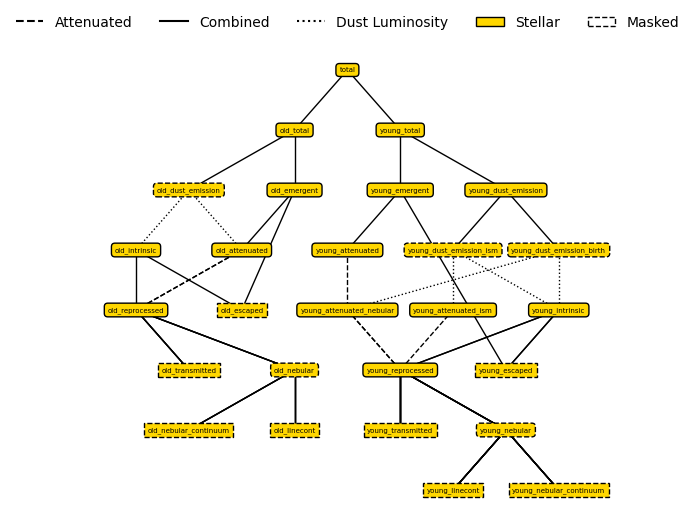 Attenuated Combined Dust Luminosity Stellar Masked
total
old_total young_total
old_dust_emission old_emergent young_emergent young_dust_emission
old_intrinsic old_attenuated young_attenuated young_dust_emission_ism young_dust_emission_birth
old_reprocessed old_escaped young_attenuated_nebular young_attenuated_ism young_intrinsic
old_transmitted old_nebular young_reprocessed young_escaped
old_nebular_continuum old_linecont young_transmitted young_nebular
young_linecont young_nebular_continuum